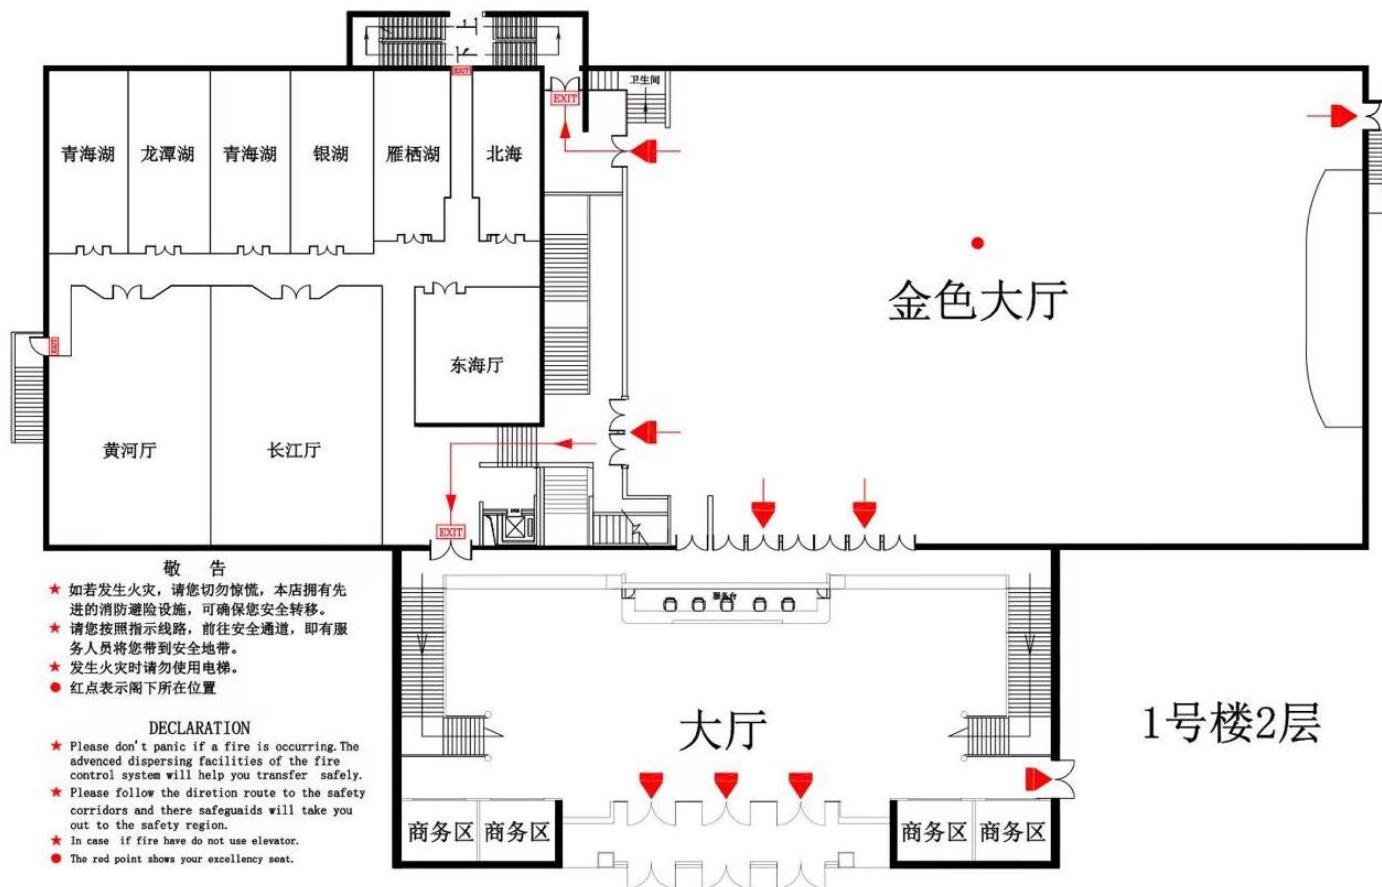 卫生间
EXIT
EXIT
青海湖
龙潭湖
青海湖
银湖
雁栖湖
北海
金色大厅
EXIT
东海厅
黄河厅
长江厅
EXIT
敬 告
★ 如若发生火灾，请您切勿惊慌，本店拥有先
进的消防避险设施，可确保您安全转移。
★ 请您按照指示线路，前往安全通道，即有服
务人员将您带到安全地带。
★ 发生火灾时请勿使用电梯。
● 红点表示阁下所在位置
DECLARATION
★ Please don't panic if a fire is occurring.The
advanced dispersing facilities of the fire
control system will help you transfer safely.
★ Please follow the diretion route to the safety
corridors and there safeguaids will take you
out to the safety region.
★ In case if fire have do not use elevator.
● The red point shows your excellency seat.
服务台
大厅
1号楼2层
商务区
商务区
商务区
商务区